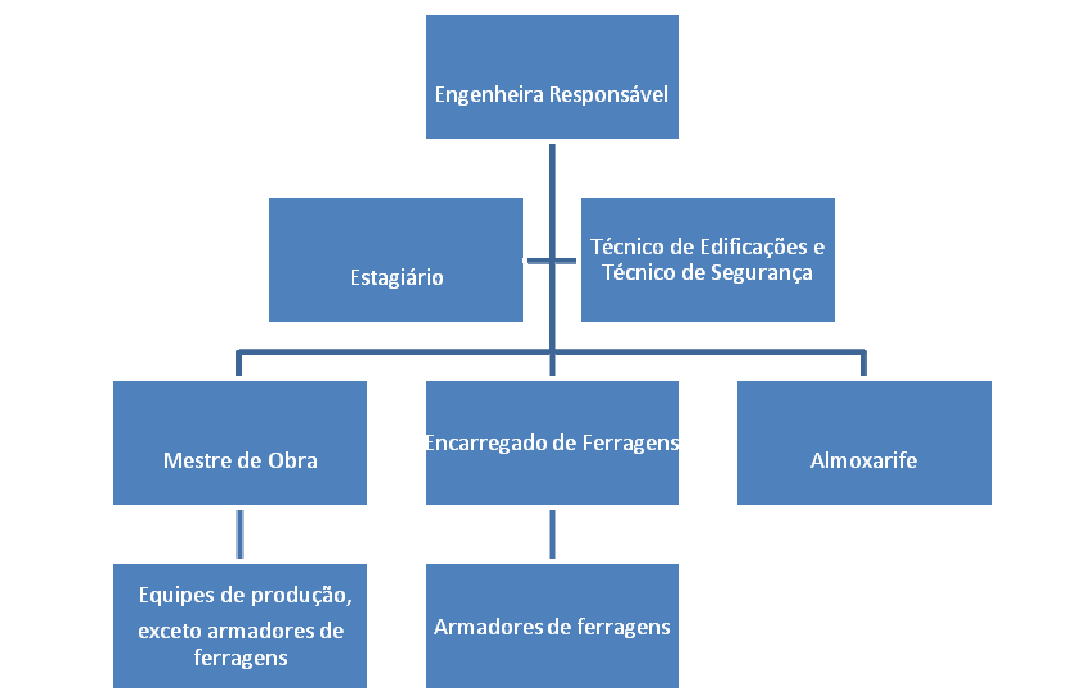 Engenheira Responsável
Estagiário
Técnico de Edificações e
Técnico de Segurança
Mestre de Obra
Encarregado de Ferragens
Almoxarife
Equipes de produção,
exceto armadores de
ferragens
Armadores de ferragens